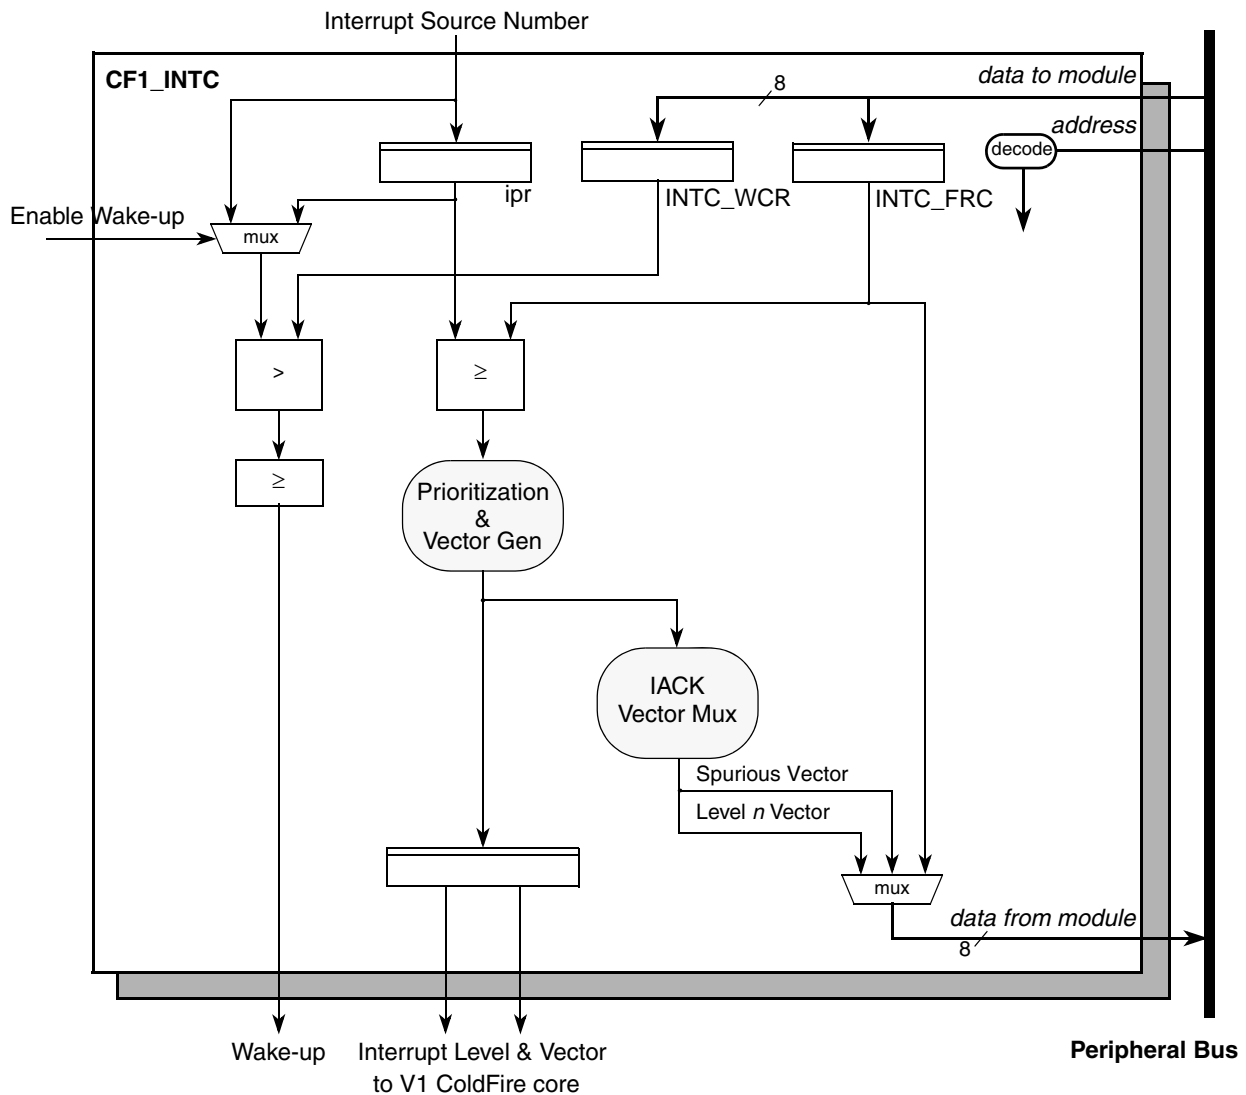 Interrupt Source Number
CF1_INTC
data to module
8
address
decode
ipr
INTC_WCR
INTC_FRC
Enable Wake-up
mux
>
≥
≥
Prioritization
&
Vector Gen
IACK
Vector Mux
Spurious Vector
Level n Vector
mux
data from module
8
Wake-up
Interrupt Level & Vector
to V1 ColdFire core
Peripheral Bus